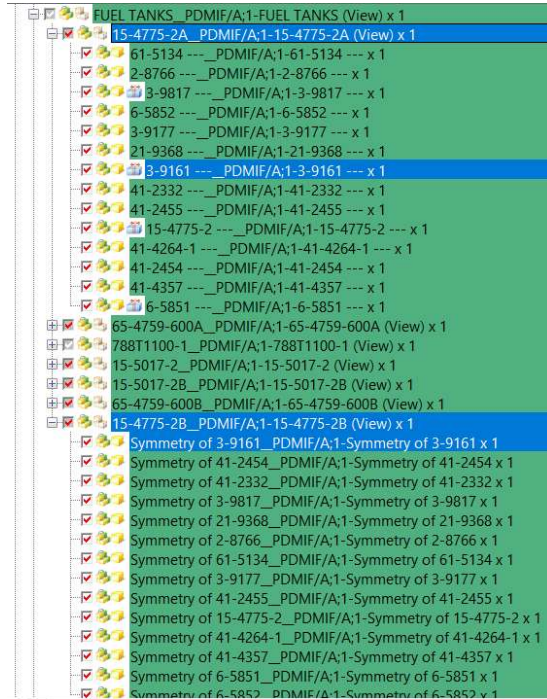 FUEL TANKS__PDMIF/A;1-FUEL TANKS (View) x 1
15-4775-2A__PDMIF/A;1-15-4775-2A (View) x 1
61-5134 ---__PDMIF/A;1-61-5134 --- x 1
2-8766 ---__PDMIF/A;1-2-8766 --- x 1
3-9817 ---__PDMIF/A;1-3-9817 --- x 1
6-5852 ---__PDMIF/A;1-6-5852 --- x 1
3-9177 ---__PDMIF/A;1-3-9177 --- x 1
21-9368 ---__PDMIF/A;1-21-9368 --- x 1
3-9161 ---__PDMIF/A;1-3-9161 --- x 1
41-2332 ---__PDMIF/A;1-41-2332 --- x 1
41-2455 ---__PDMIF/A;1-41-2455 --- x 1
15-4775-2 ---__PDMIF/A;1-15-4775-2 --- x 1
41-4264-1 ---__PDMIF/A;1-41-4264-1 --- x 1
41-2454 ---__PDMIF/A;1-41-2454 --- x 1
41-4357 ---__PDMIF/A;1-41-4357 --- x 1
6-5851 ---__PDMIF/A;1-6-5851 --- x 1
65-4759-600A__PDMIF/A;1-65-4759-600A (View) x 1
788T1100-1__PDMIF/A;1-788T1100-1 (View) x 1
15-5017-2__PDMIF/A;1-15-5017-2 (View) x 1
15-5017-2B__PDMIF/A;1-15-5017-2B (View) x 1
65-4759-600B__PDMIF/A;1-65-4759-600B (View) x 1
15-4775-2B__PDMIF/A;1-15-4775-2B (View) x 1
Symmetry of 3-9161__PDMIF/A;1-Symmetry of 3-9161 x 1
Symmetry of 41-2454__PDMIF/A;1-Symmetry of 41-2454 x 1
Symmetry of 41-2332__PDMIF/A;1-Symmetry of 41-2332 x 1
Symmetry of 3-9817__PDMIF/A;1-Symmetry of 3-9817 x 1
Symmetry of 21-9368__PDMIF/A;1-Symmetry of 21-9368 x 1
Symmetry of 2-8766__PDMIF/A;1-Symmetry of 2-8766 x 1
Symmetry of 61-5134__PDMIF/A;1-Symmetry of 61-5134 x 1
Symmetry of 3-9177__PDMIF/A;1-Symmetry of 3-9177 x 1
Symmetry of 41-2455__PDMIF/A;1-Symmetry of 41-2455 x 1
Symmetry of 15-4775-2__PDMIF/A;1-Symmetry of 15-4775-2 x 1
Symmetry of 41-4264-1__PDMIF/A;1-Symmetry of 41-4264-1 x 1
Symmetry of 41-4357__PDMIF/A;1-Symmetry of 41-4357 x 1
Symmetry of 6-5851__PDMIF/A;1-Symmetry of 6-5851 x 1
Symmetry of 6-5852__PDMIF/A;1-Symmetry of 6-5852 x 1